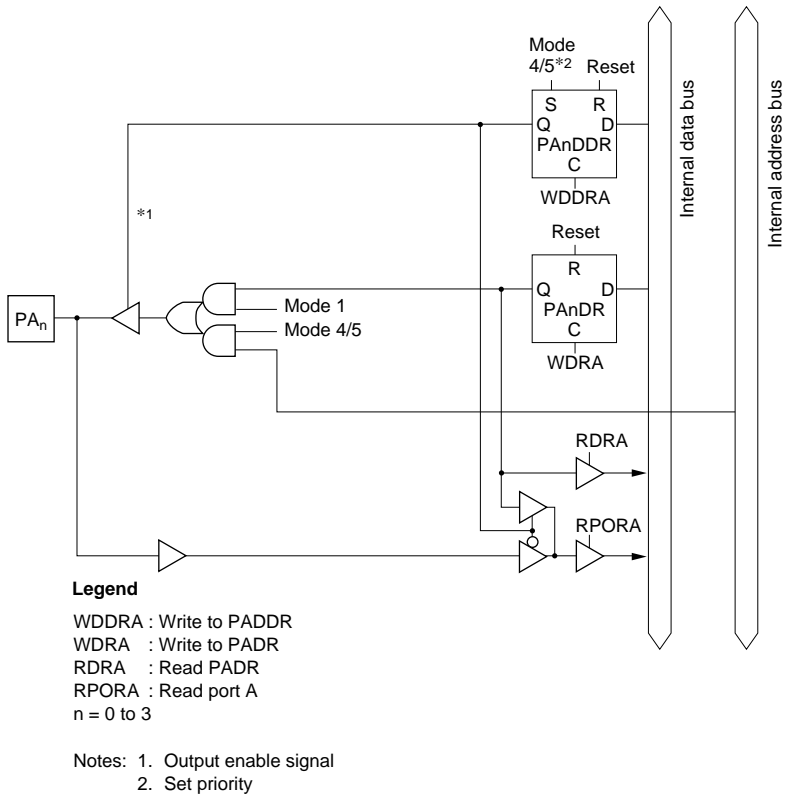 Mode
4/5*2 Reset
S R
Q D
PAnDDR
C
WDDRA
Internal data bus
Internal address bus
*1
Reset
R
Q D
PAnDR
C
WDRA
PAn
Mode 1
Mode 4/5
RDRA
RPORA
Legend
WDDRA : Write to PADDR
WDRA : Write to PADR
RDRA : Read PADR
RPORA : Read port A
n = 0 to 3
Notes: 1. Output enable signal
2. Set priority